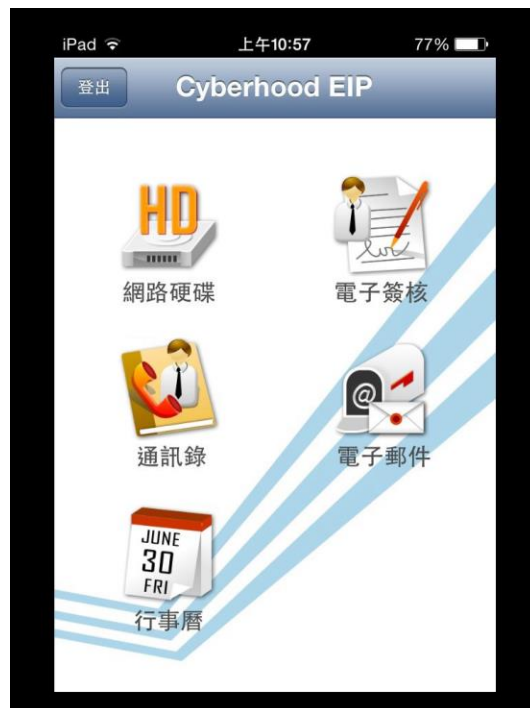 iPad 上午10:57 77%
登出 Cyberhood EIP
HD
網路硬碟 電子簽核
@
通訊錄 電子郵件
JUNE
30
FRI
行事曆